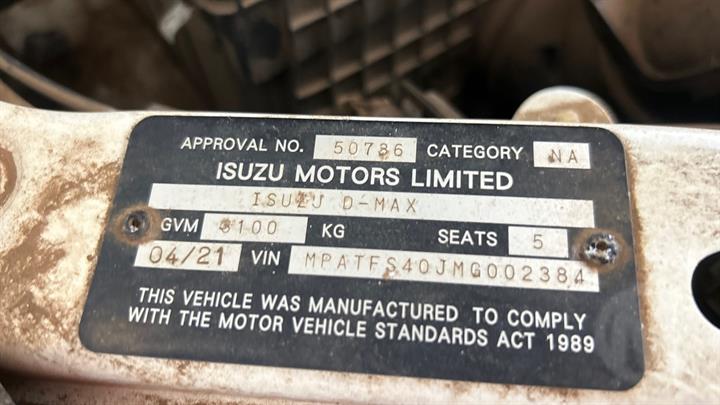 APPROVAL NO. 50786 CATEGORY NA
ISUZU MOTORS LIMITED
ISUZU D-MAX
GVM 3100 KG SEATS 5
04/21 VIN MPATFS40JMG002384
THIS VEHICLE WAS MANUFACTURED TO COMPLY
WITH THE MOTOR VEHICLE STANDARDS ACT 1989